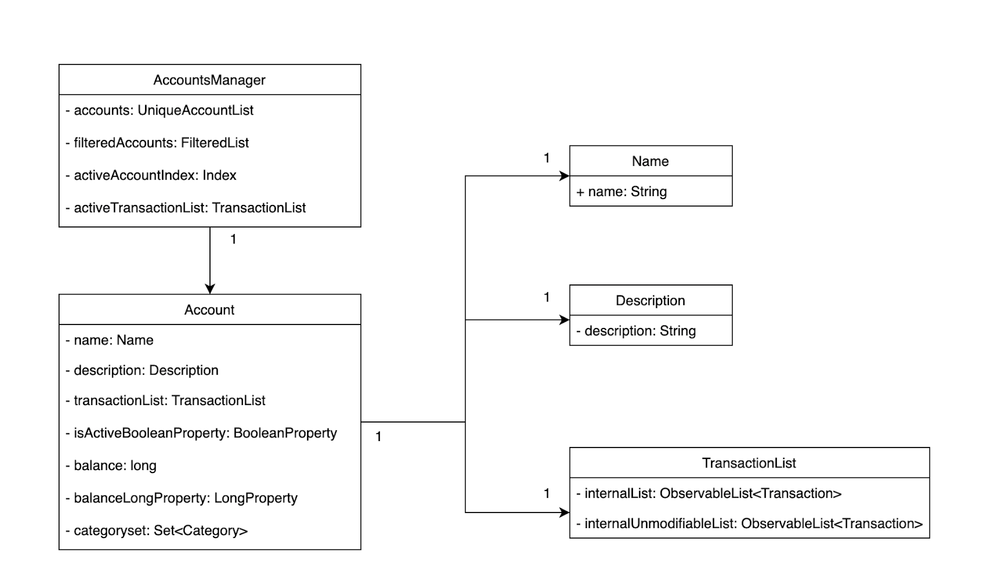 AccountsManager
- accounts: UniqueAccountList
- filteredAccounts: FilteredList
- activeAccountIndex: Index
- activeTransactionList: TransactionList
1
Account
- name: Name
- description: Description
- transactionList: TransactionList
- isActiveBooleanProperty: BooleanProperty
- balance: long
- balanceLongProperty: LongProperty
- categoryset: Set<Category>
1
1
Name
+ name: String
1
Description
- description: String
1
TransactionList
- internalList: ObservableList<Transaction>
- internalUnmodifiableList: ObservableList<Transaction>